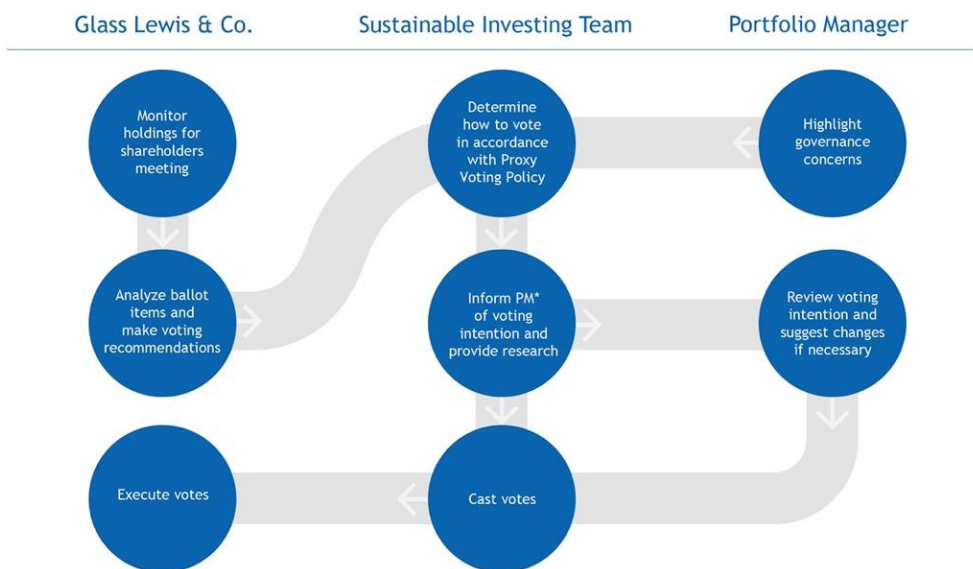 Glass Lewis & Co.
Sustainable Investing Team
Portfolio Manager
Monitor
holdings for
shareholders
meeting
Determine
how to vote
in accordance
with Proxy
Voting Policy
Highlight
governance
concerns
Analyze ballot
items and
make voting
recommendations
Inform PM*
of voting
intention and
provide research
Review voting
intention and
suggest changes
if necessary
Execute votes
Cast votes